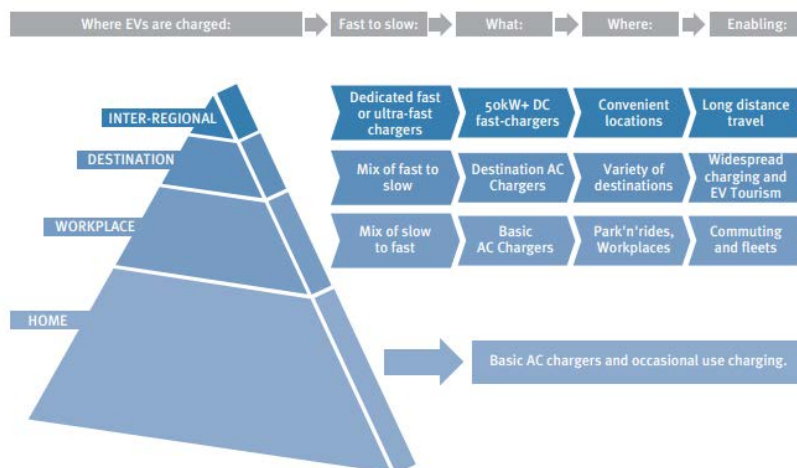 Where EVs are charged:
Fast to slow:
What:
Where:
Enabling:
INTER-REGIONAL
Dedicated fast
or ultra-fast
chargers
50kW+ DC
fast-chargers
Convenient
locations
Long distance
travel
DESTINATION
Mix of fast to
slow
Destination AC
Chargers
Variety of
destinations
Widespread
charging and
EV Tourism
WORKPLACE
Mix of slow
to fast
Basic
AC Chargers
Park'n'rides,
Workplaces
Commuting
and fleets
HOME
Basic AC chargers and occasional use charging.